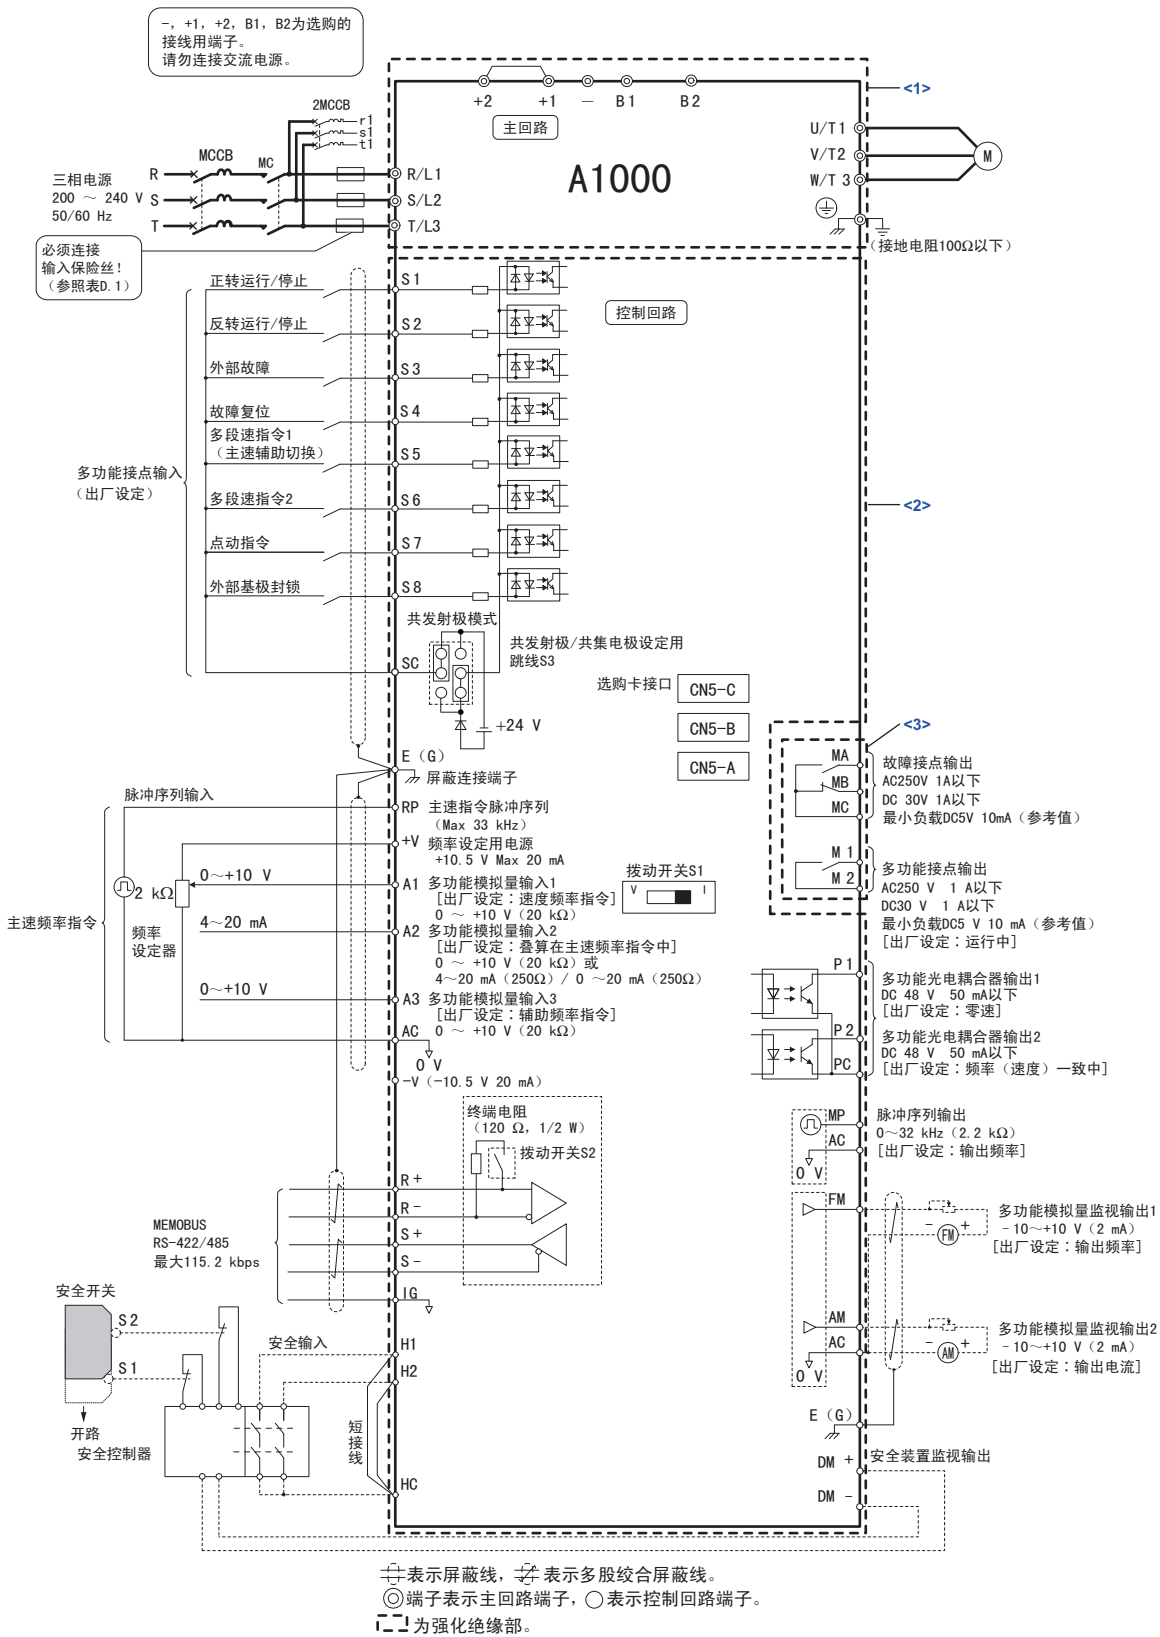 −, +1, +2, B1, B2为选购的
接线用端子。
请勿连接交流电源。
<1>
+2
+1
−
B1
B2
主回路
A1000
2MCCB
r1
s1
t1
MCCB
MC
三相电源
200 ～ 240 V
50/60 Hz
R
S
T
R/L1
S/L2
T/L3
U/T1
V/T2
W/T 3
M
(接地电阻100Ω以下)
必须连接
输入保险丝!
(参照表D.1)
控制回路
正转运行/停止
S1
反转运行/停止
S2
外部故障
S3
故障复位
S4
多段速指令1
(主速辅助切换)
S5
多功能接点输入
(出厂设定)
多段速指令2
S6
<2>
点动指令
S7
外部基极封锁
S8
共发射极模式
共发射极/共集电极设定用
跳线S3
SC
+24 V
选购卡接口
CN5-C
CN5-B
CN5-A
<3>
E (G)
屏蔽连接端子
MA
MB
MC
故障接点输出
AC250V 1A以下
DC 30V 1A以下
最小负载DC5V 10mA (参考值)
脉冲序列输入
RP
主速指令脉冲序列
(Max 33 kHz)
+V
频率设定用电源
+10.5 V Max 20 mA
M 1
M 2
多功能接点输出
AC250 V 1 A以下
DC30 V 1 A以下
最小负载DC5 V 10 mA (参考值)
[出厂设定:运行中]
拨动开关S1
V
I
0～+10 V
2 kΩ
A1
多功能模拟量输入1
[出厂设定:速度频率指令]
0 ～ +10 V (20 kΩ)
主速频率指令
频率
设定器
4～20 mA
A2
多功能模拟量输入2
[出厂设定:叠算在主速频率指令中]
0 ～ +10 V (20 kΩ) 或
4～20 mA (250Ω) / 0 ～20 mA (250Ω)
0～+10 V
A3
多功能模拟量输入3
[出厂设定:辅助频率指令]
0 ～ +10 V (20 kΩ)
AC
0 V
-V (-10.5 V 20 mA)
P1
多功能光电耦合器输出1
DC 48 V 50 mA以下
[出厂设定:零速]
P2
PC
多功能光电耦合器输出2
DC 48 V 50 mA以下
[出厂设定:频率 (速度) 一致中]
终端电阻
(120 Ω, 1/2 W)
拨动开关S2
MP
AC
0 V
脉冲序列输出
0～32 kHz (2.2 kΩ)
[出厂设定:输出频率]
MEMOBUS
RS-422/485
最大115.2 kbps
R+
R−
S+
S−
IG
FM
− FM +
多功能模拟量监视输出1
−10～+10 V (2 mA)
[出厂设定:输出频率]
AM
AC
0 V
− AM +
多功能模拟量监视输出2
−10～+10 V (2 mA)
[出厂设定:输出电流]
安全开关
S2
S1
开路
安全控制器
安全输入
H1
H2
短接线
HC
E (G)
DM +
DM −
安全装置监视输出
表示屏蔽线, 表示多股绞合屏蔽线。
端子表示主回路端子, 表示控制回路端子。
为强化绝缘部。